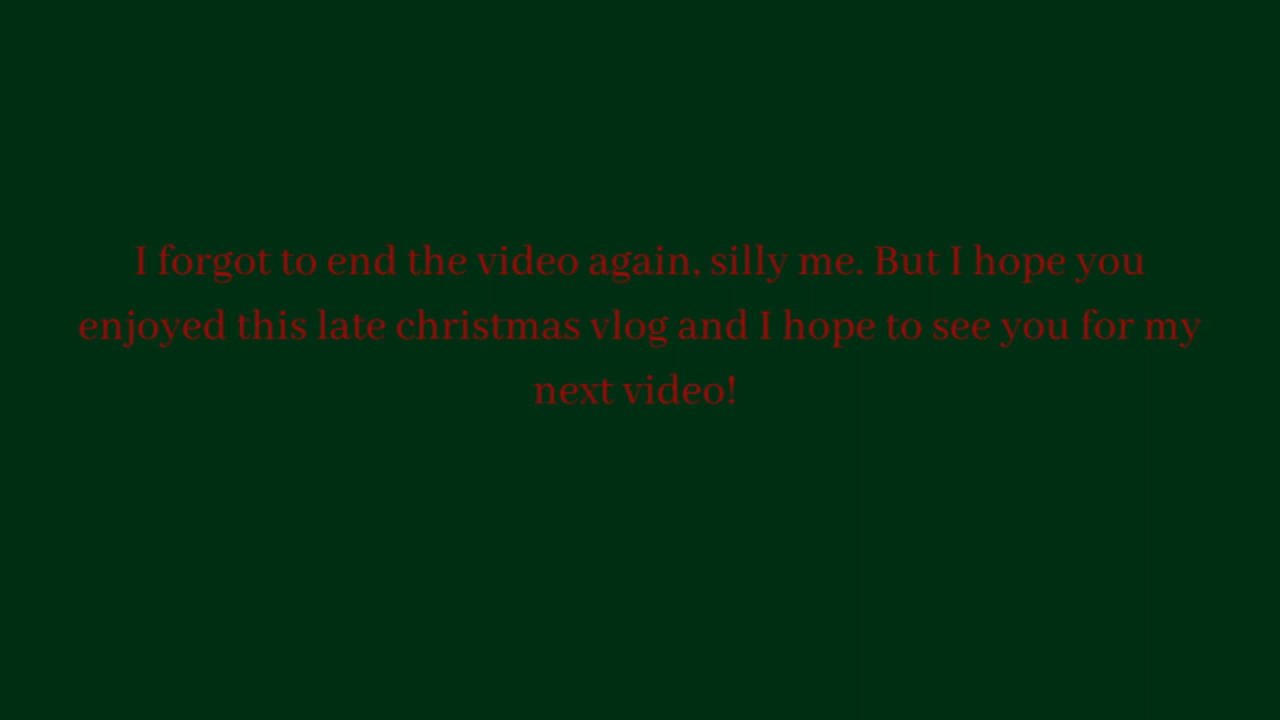 I forgot to end the video again, silly me. But I hope you
enjoyed this late christmas vlog and I hope to see you for my
next video!